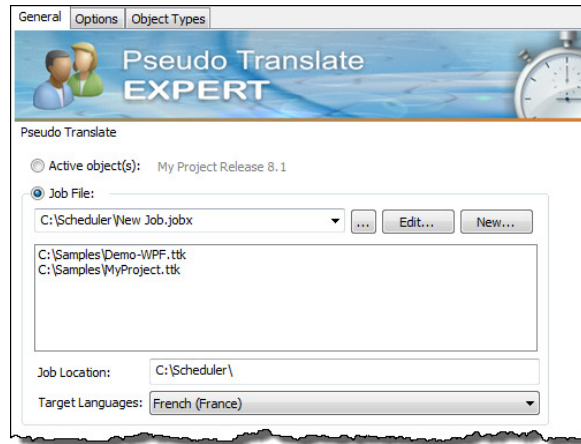 General Options Object Types
Pseudo Translate
EXPERT
Pseudo Translate
Active object(s): My Project Release 8.1
Job File:
C:\Scheduler\New Job.jobx ... Edit... New...
C:\Samples\Demo-WPF.ttk
C:\Samples\MyProject.ttk
Job Location: C:\Scheduler\
Target Languages: French (France)